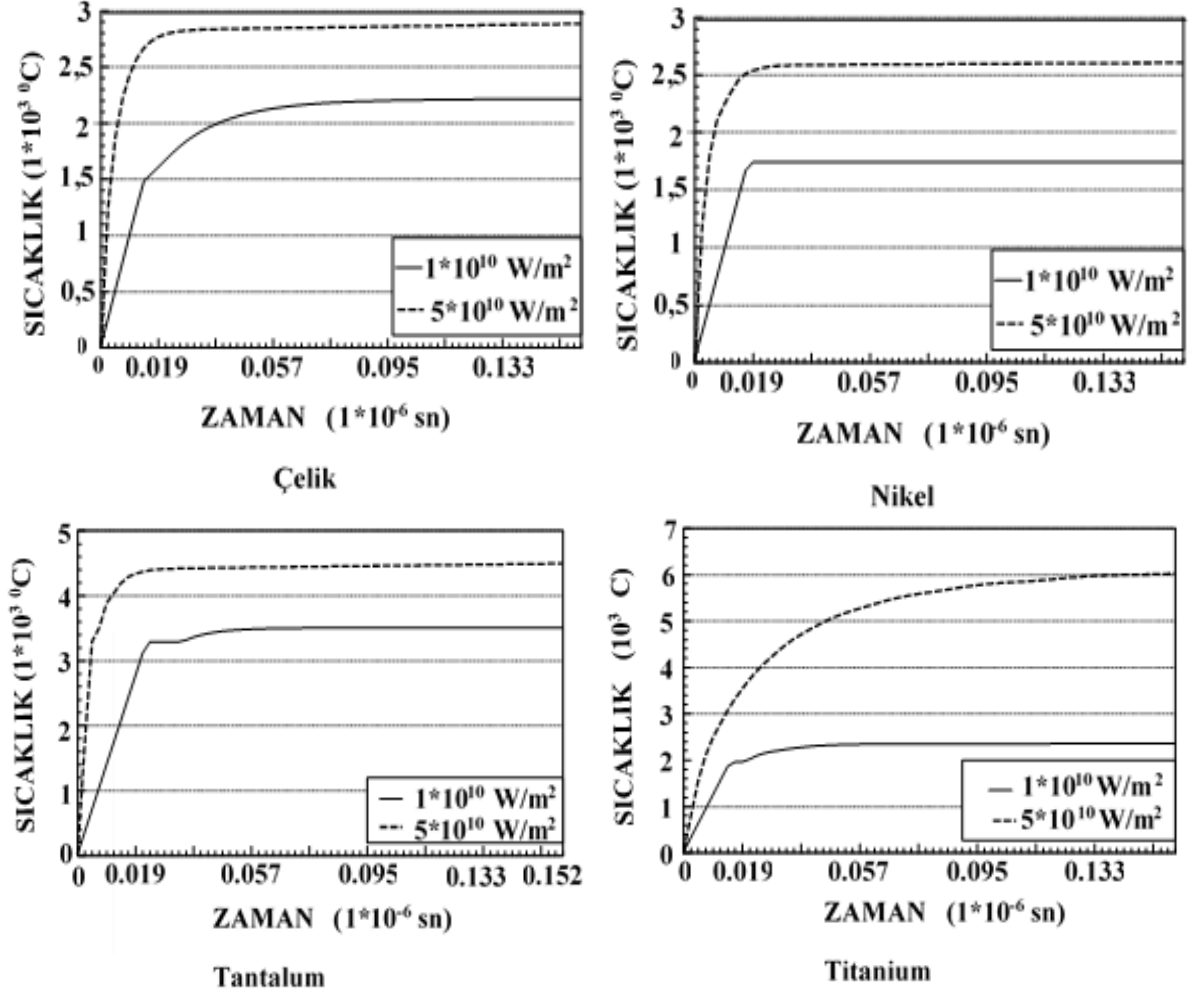 SICAKLIK (1*10³ ⁰C)
3
2,5
2
1,5
1
0,5
0
1*10¹⁰ W/m²
5*10¹⁰ W/m²
0 0.019 0.057 0.095 0.133
ZAMAN (1*10⁻⁶ sn)
Çelik
SICAKLIK (1*10³ ⁰C)
3
2.5
2
1,5
1
0,5
0
1*10¹⁰ W/m²
5*10¹⁰ W/m²
0 0.019 0.057 0.095 0.133
ZAMAN (1*10⁻⁶ sn)
Nikel
SICAKLIK (1*10³ ⁰C)
5
4
3
2
1
0
1*10¹⁰ W/m²
5*10¹⁰ W/m²
0 0.019 0.057 0.095 0.133 0.152
ZAMAN (1*10⁻⁶ sn)
Tantalum
SICAKLIK (10³ C)
7
6
5
4
3
2
1
0
1*10¹⁰ W/m²
5*10¹⁰ W/m²
0 0.019 0.057 0.095 0.133
ZAMAN (1*10⁻⁶ sn)
Titanium